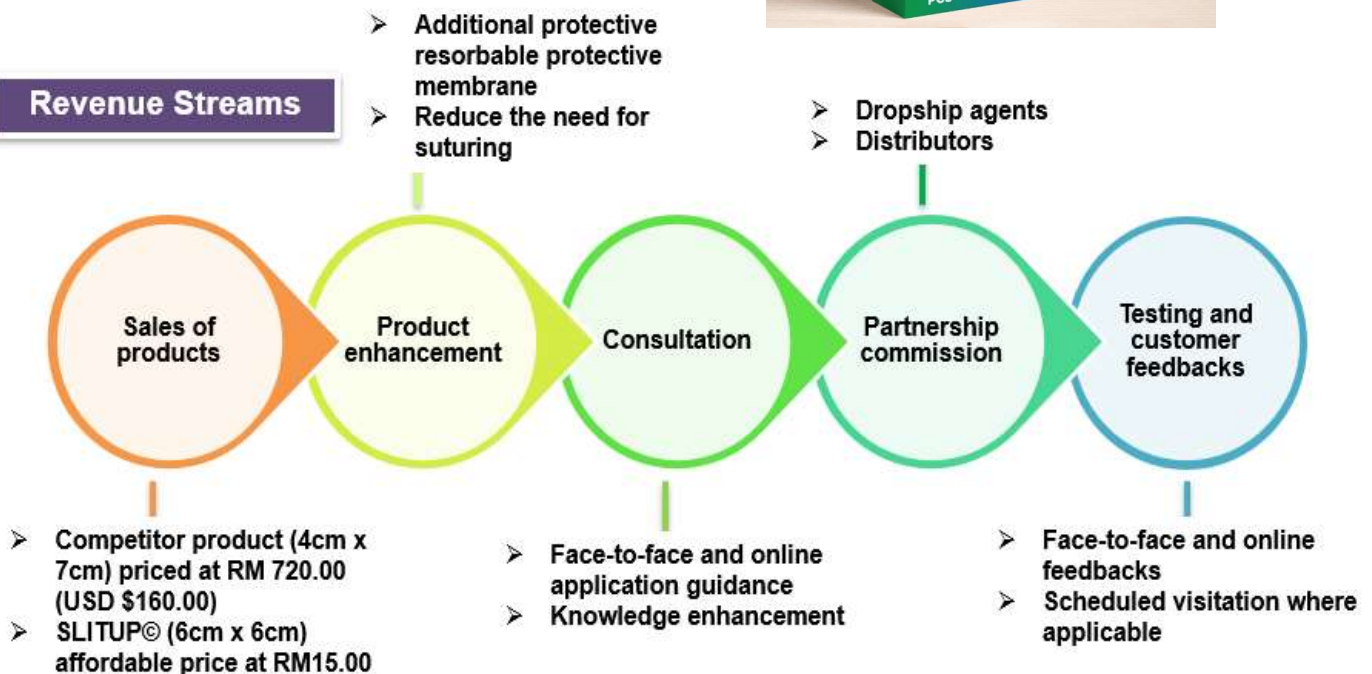 Revenue Streams
➢ Additional protective
resorbable protective
membrane
➢ Reduce the need for
suturing
➢ Dropship agents
➢ Distributors
Sales of
products
Product
enhancement
Consultation
Partnership
commission
Testing and
customer
feedbacks
➢ Competitor product (4cm x
7cm) priced at RM 720.00
(USD $160.00)
➢ SLITUP© (6cm x 6cm)
affordable price at RM15.00
➢ Face-to-face and online
application guidance
➢ Knowledge enhancement
➢ Face-to-face and online
feedbacks
➢ Scheduled visitation where
applicable